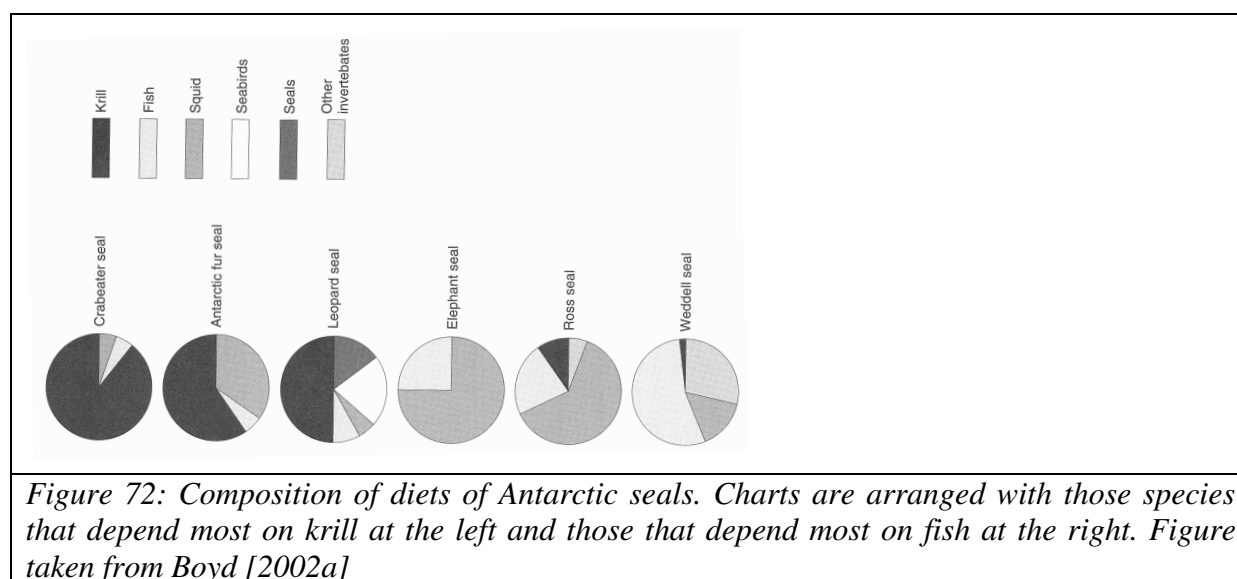 Krill
Fish
Squid
Seabirds
Seals
Other
invertebrates
Crabeater seal
Antarctic fur seal
Leopard seal
Elephant seal
Ross seal
Weddell seal
Figure 72: Composition of diets of Antarctic seals. Charts are arranged with those species
that depend most on krill at the left and those that depend most on fish at the right. Figure
taken from Boyd [2002a]